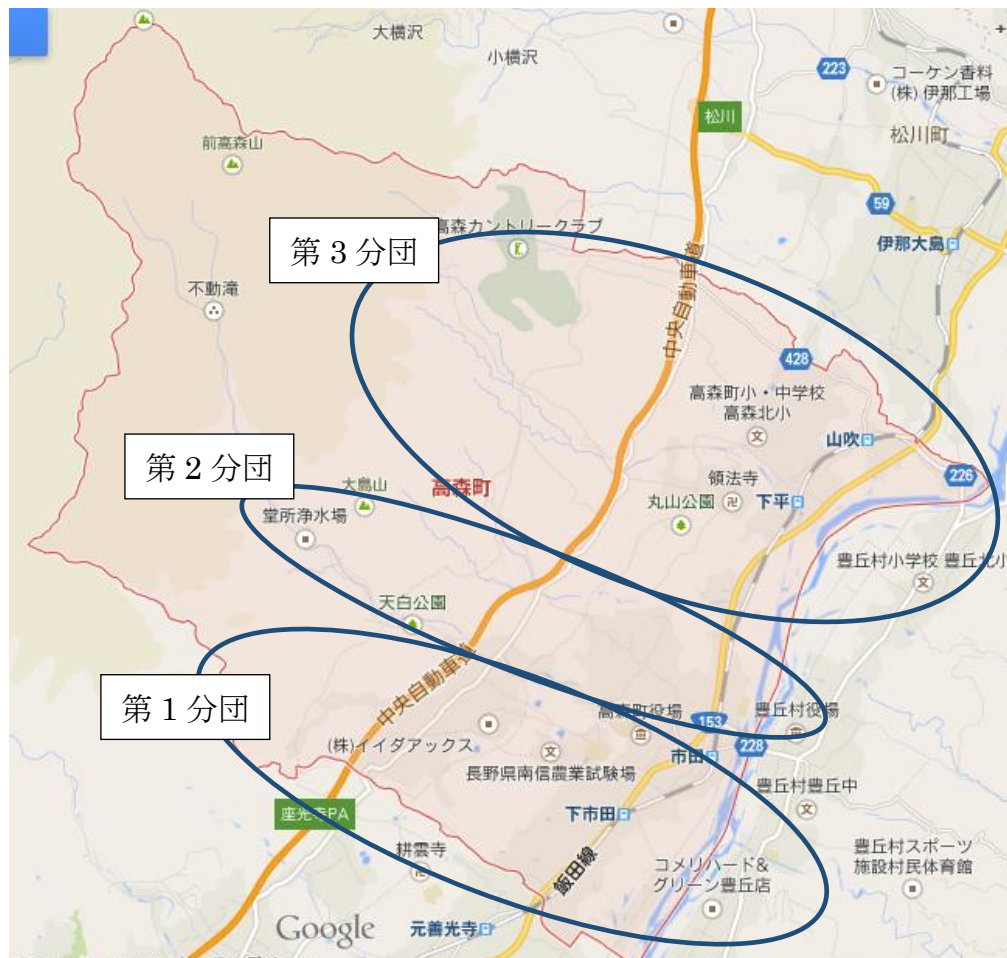 大横沢
小横沢
223
コーケン香料
(株) 伊那工場
松川
松川町
前高森山
59
高森カントリークラブ
伊那大島
第3分団
中央自動車道
不動滝
428
高森町小・中学校
高森北小
山吹
第2分団
大島山
高森町
領法寺
226
丸山公園
下平
堂所浄水場
豊丘村小学校 豊丘北小
天白公園
第1分団
中央自動車道
高森町役場
153
豊丘村役場
(株)イイダアックス
228
市田
長野県南信農業試験場
豊丘村豊丘中
座光寺PA
下市田
耕雲寺
飯田線
コメリハード&
グリーン豊丘店
豊丘村スポーツ
施設村民体育館
Google
元善光寺